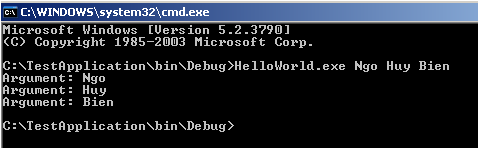 C:\WINDOWS\system32\cmd.exe
Microsoft Windows [Version 5.2.3790]
(C) Copyright 1985-2003 Microsoft Corp.
C:\TestApplication\bin\Debug>HelloWorld.exe Ngo Huy Bien
Argument: Ngo
Argument: Huy
Argument: Bien
C:\TestApplication\bin\Debug>